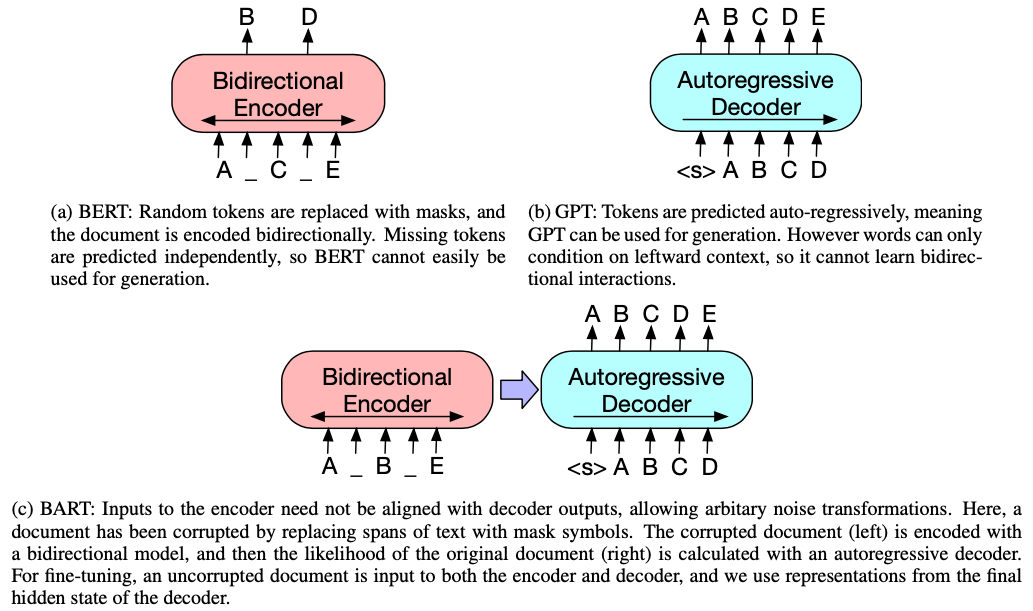 B D
Bidirectional
Encoder
A _ C _ E
A B C D E
Autoregressive
Decoder
<s> A B C D
(a) BERT: Random tokens are replaced with masks, and
the document is encoded bidirectionally. Missing tokens
are predicted independently, so BERT cannot easily be
used for generation.
(b) GPT: Tokens are predicted auto-regressively, meaning
GPT can be used for generation. However words can only
condition on leftward context, so it cannot learn bidirec-
tional interactions.
Bidirectional
Encoder
A _ B _ E
A B C D E
Autoregressive
Decoder
<s> A B C D
(c) BART: Inputs to the encoder need not be aligned with decoder outputs, allowing arbitary noise transformations. Here, a
document has been corrupted by replacing spans of text with mask symbols. The corrupted document (left) is encoded with
a bidirectional model, and then the likelihood of the original document (right) is calculated with an autoregressive decoder.
For fine-tuning, an uncorrupted document is input to both the encoder and decoder, and we use representations from the final
hidden state of the decoder.